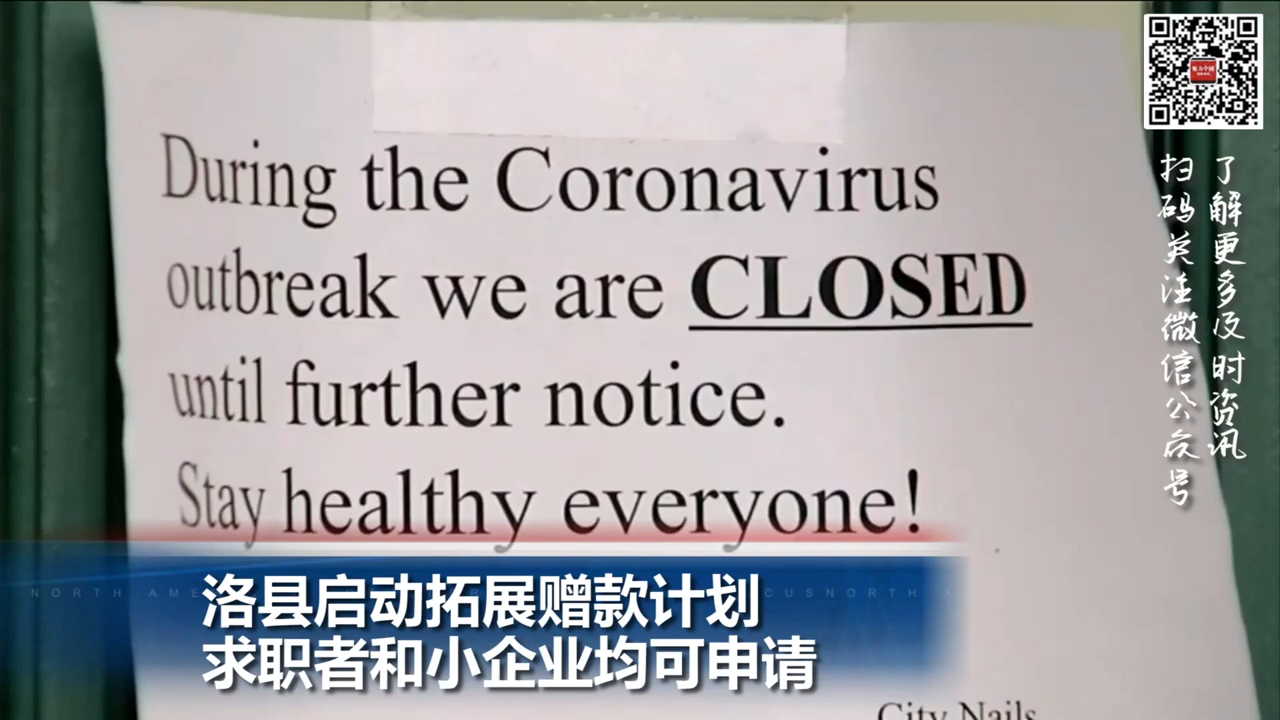 During the Coronavirus
outbreak we are CLOSED
until further notice.
Stay healthy everyone!
City Nails
了解更多及时资讯
扫码关注微信公众号
洛县启动拓展赠款计划
求职者和小企业均可申请